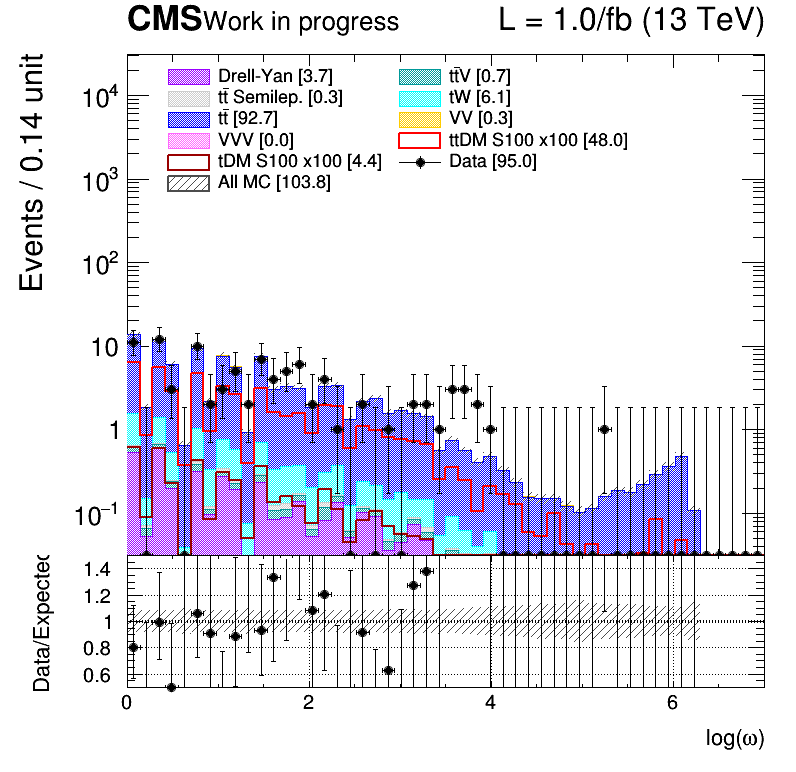 CMS Work in progress L = 1.0/fb (13 TeV)
Drell-Yan [3.7] tt̄V [0.7]
tt̄ Semilep. [0.3] tW [6.1]
tt̄ [92.7] VV [0.3]
VVV [0.0] ttDM S100 x100 [48.0]
tDM S100 x100 [4.4] Data [95.0]
All MC [103.8]
Events / 0.14 unit
10⁴
10³
10²
10
1
10⁻¹
Data/Expected
1.4
1.2
1
0.8
0.6
0 2 4 6
log(ω)